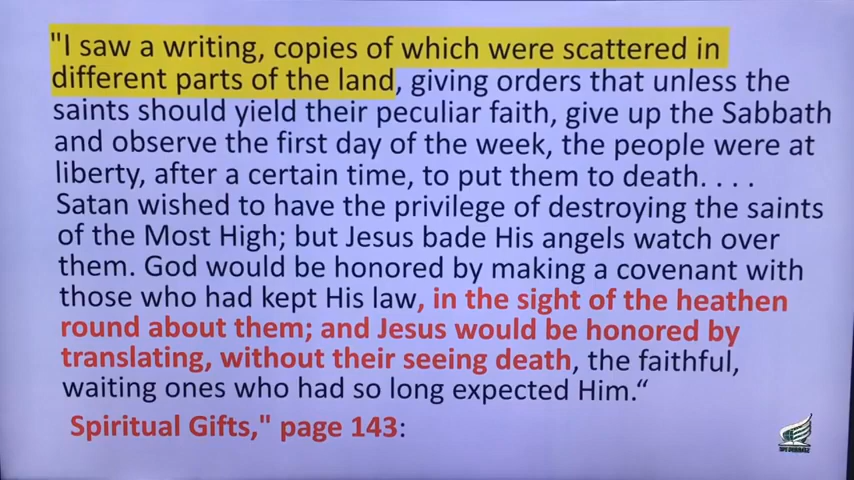 "I saw a writing, copies of which were scattered in
different parts of the land, giving orders that unless the
saints should yield their peculiar faith, give up the Sabbath
and observe the first day of the week, the people were at
liberty, after a certain time, to put them to death. . . .
Satan wished to have the privilege of destroying the saints
of the Most High; but Jesus bade His angels watch over
them. God would be honored by making a covenant with
those who had kept His law, in the sight of the heathen
round about them; and Jesus would be honored by
translating, without their seeing death, the faithful,
waiting ones who had so long expected Him.“
Spiritual Gifts," page 143: